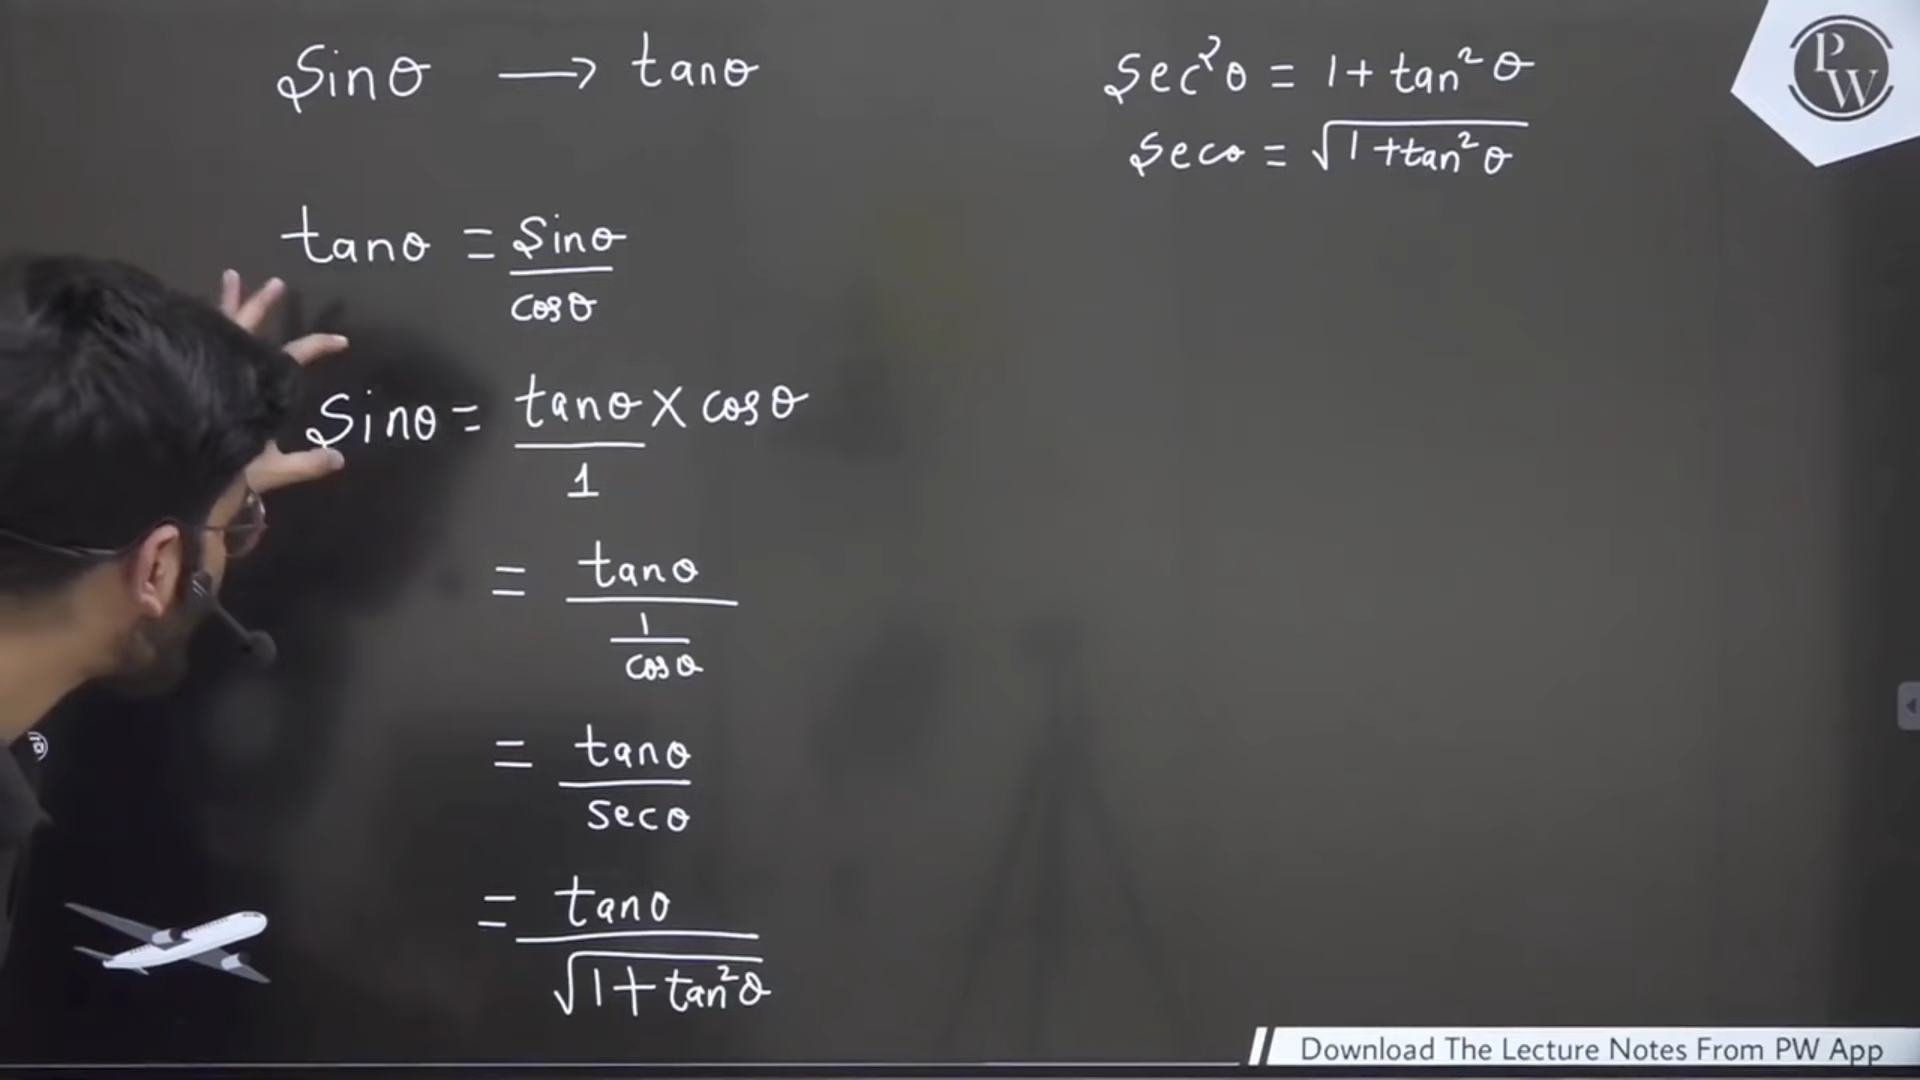 Sinθ → tanθ
tanθ = Sinθ/cosθ
Sinθ = tanθ/1 × cosθ
= tanθ/(1/cosθ)
= tanθ/secθ
= tanθ/√(1+tan²θ)
Sec²θ = 1+tan²θ
Secθ = √(1+tan²θ)
PW
Download The Lecture Notes From PW App